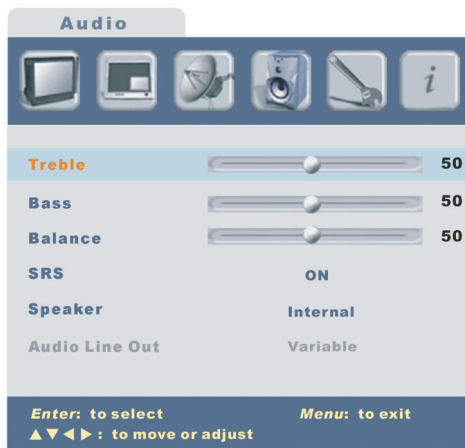 Audio
i
Treble 50
Bass 50
Balance 50
SRS ON
Speaker Internal
Audio Line Out Variable
Enter: to select Menu: to exit
▲▼◀▶: to move or adjust